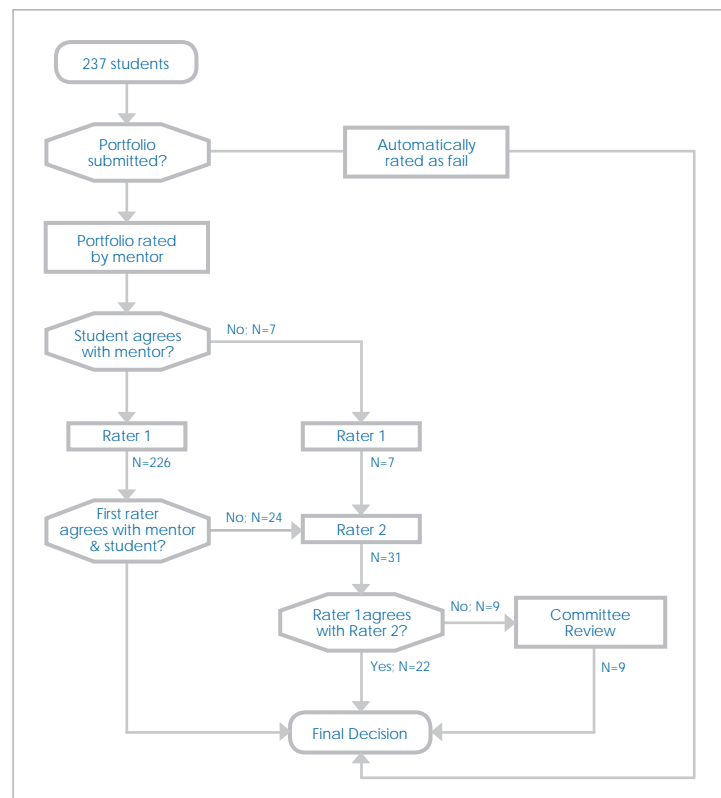 237 students
Portfolio
submitted?
Automatically
rated as fail
Portfolio rated
by mentor
Student agrees
with mentor?
No; N=7
Rater 1
N=226
Rater 1
N=7
First rater
agrees with mentor
& student?
No; N=24
Rater 2
N=31
Rater 1agrees
with Rater 2?
No; N=9
Committee
Review
Yes; N=22
N=9
Final Decision